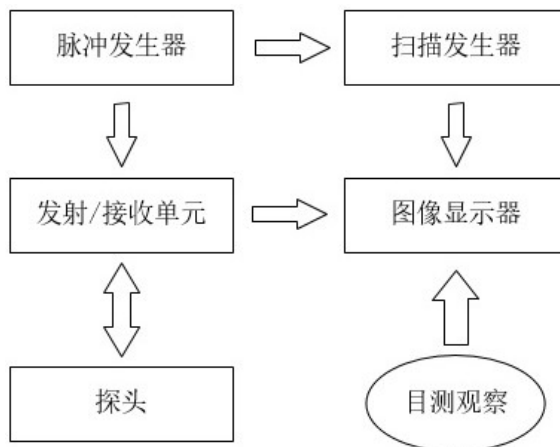 脉冲发生器
扫描发生器
发射/接收单元
图像显示器
探头
目测观察